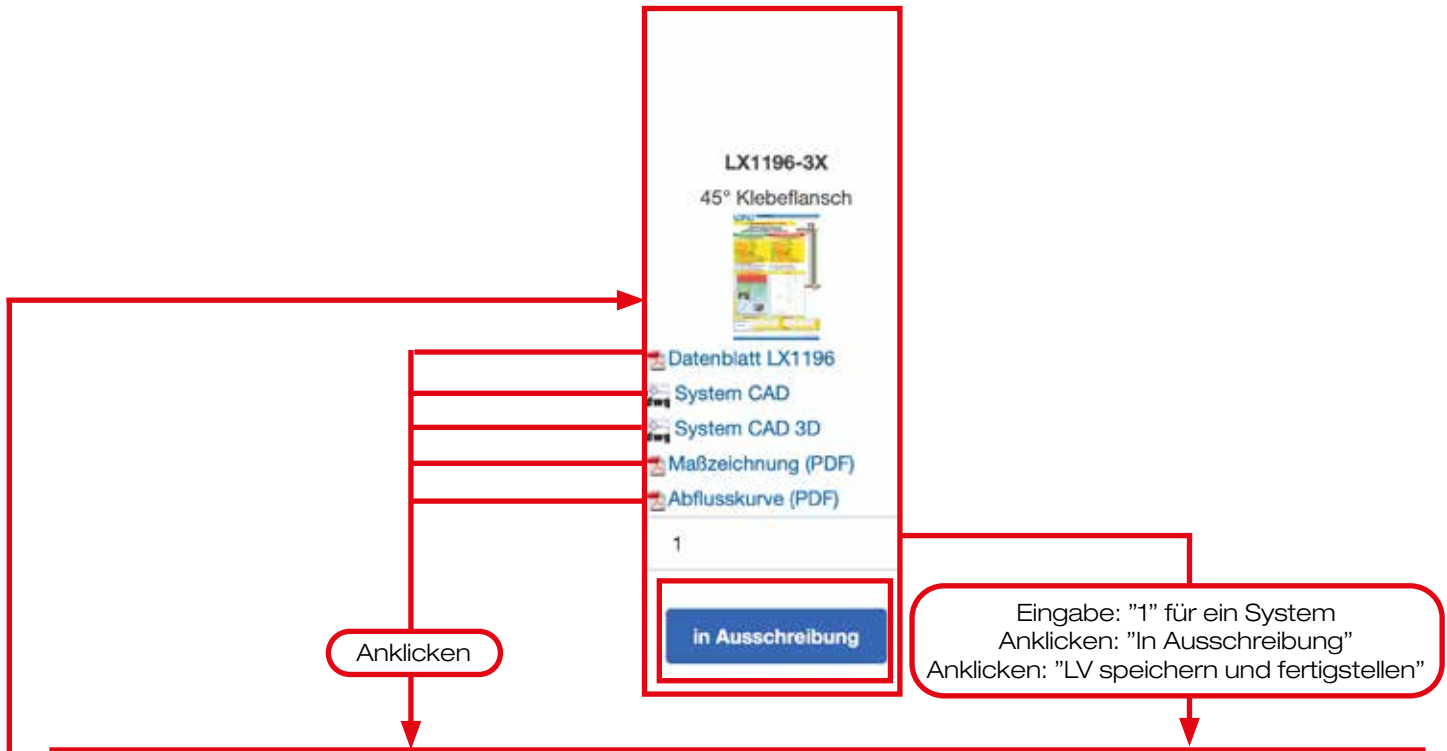 LX1196-3X
45° Klebeflansch
Datenblatt LX1196
System CAD
System CAD 3D
Maßzeichnung (PDF)
Abflusskurve (PDF)
1
in Ausschreibung
Anklicken
Eingabe: ”1” für ein System
Anklicken: ”In Ausschreibung”
Anklicken: ”LV speichern und fertigstellen”